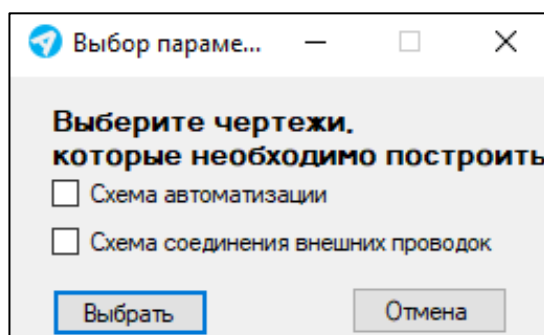 Выбор параме...
Выберите чертежи,
которые необходимо построить
Схема автоматизации
Схема соединения внешних проводок
Выбрать Отмена